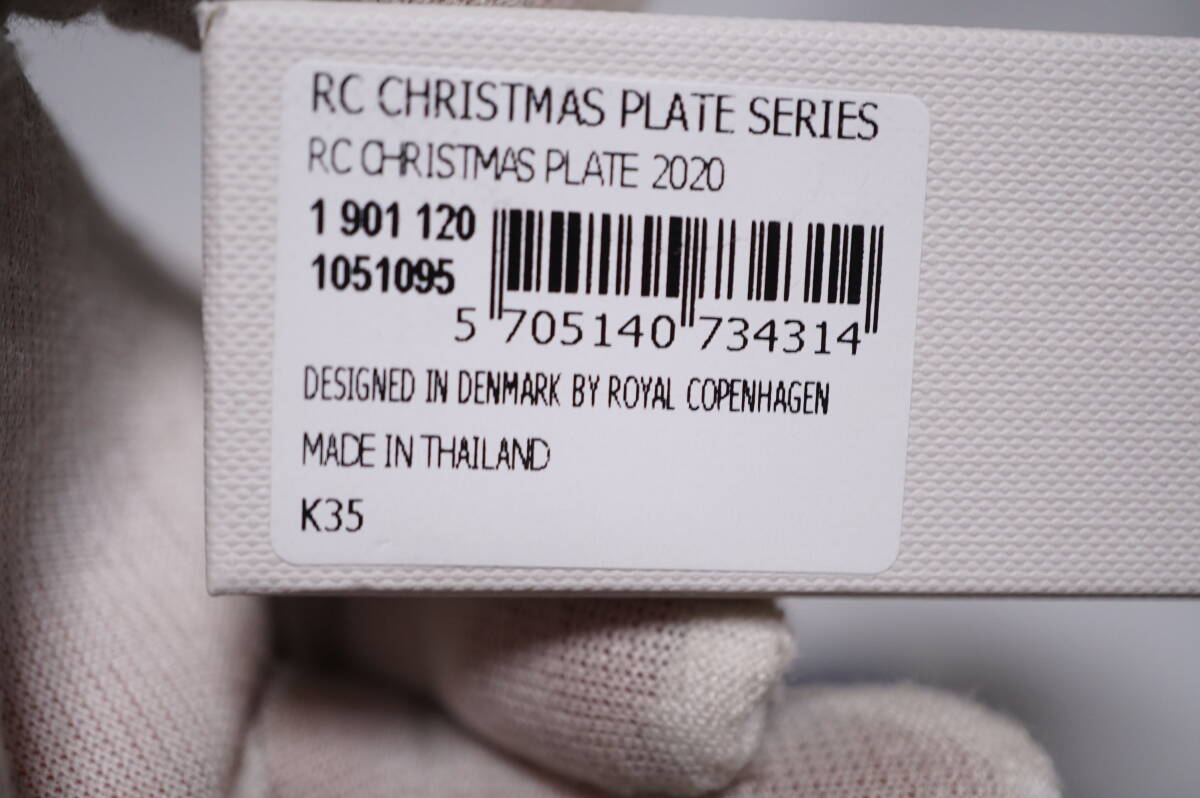 RC CHRISTMAS PLATE SERIES
RC CHRISTMAS PLATE 2020
1 901 120
1051095
5 705140 734314
DESIGNED IN DENMARK BY ROYAL COPENHAGEN
MADE IN THAILAND
K35